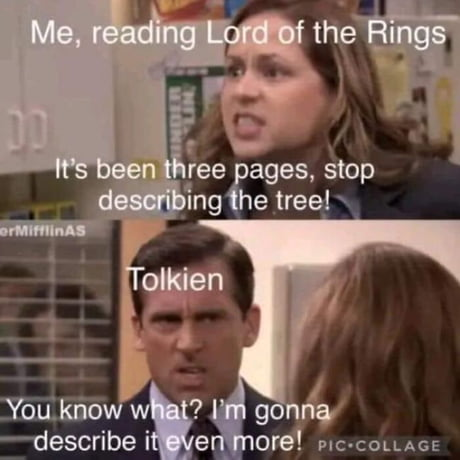 Me, reading Lord of the Rings
It's been three pages, stop
describing the tree!
erMifflinAS
Tolkien
You know what? I'm gonna
describe it even more!
PIC•COLLAGE